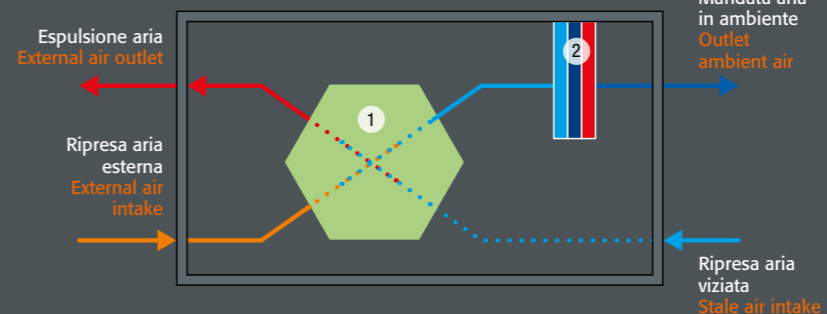 Espulsione aria
External air outlet
Mandata aria
in ambiente
Outlet
ambient air
1
2
Ripresa aria
esterna
External air
intake
Ripresa aria
viziata
Stale air intake